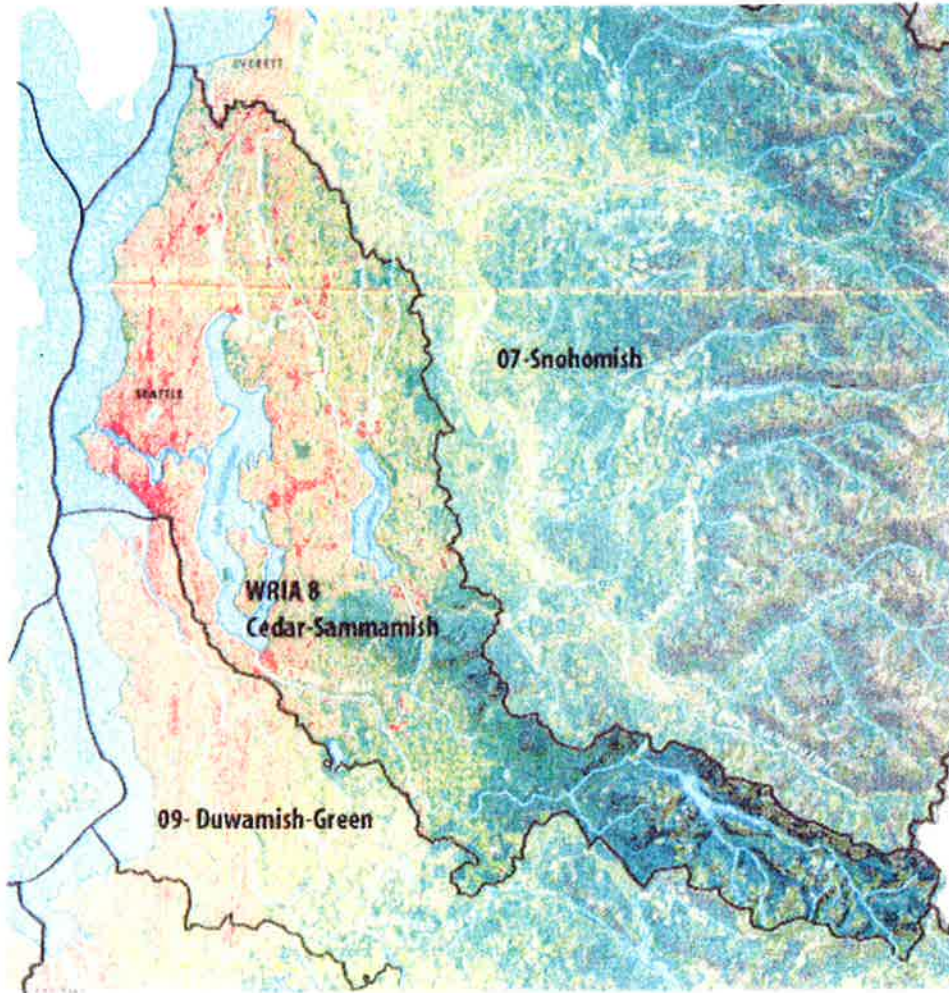 EVERETT
07-Snohomish
SEATTLE
WRIA 8
Cedar-Sammamish
09- Duwamish-Green